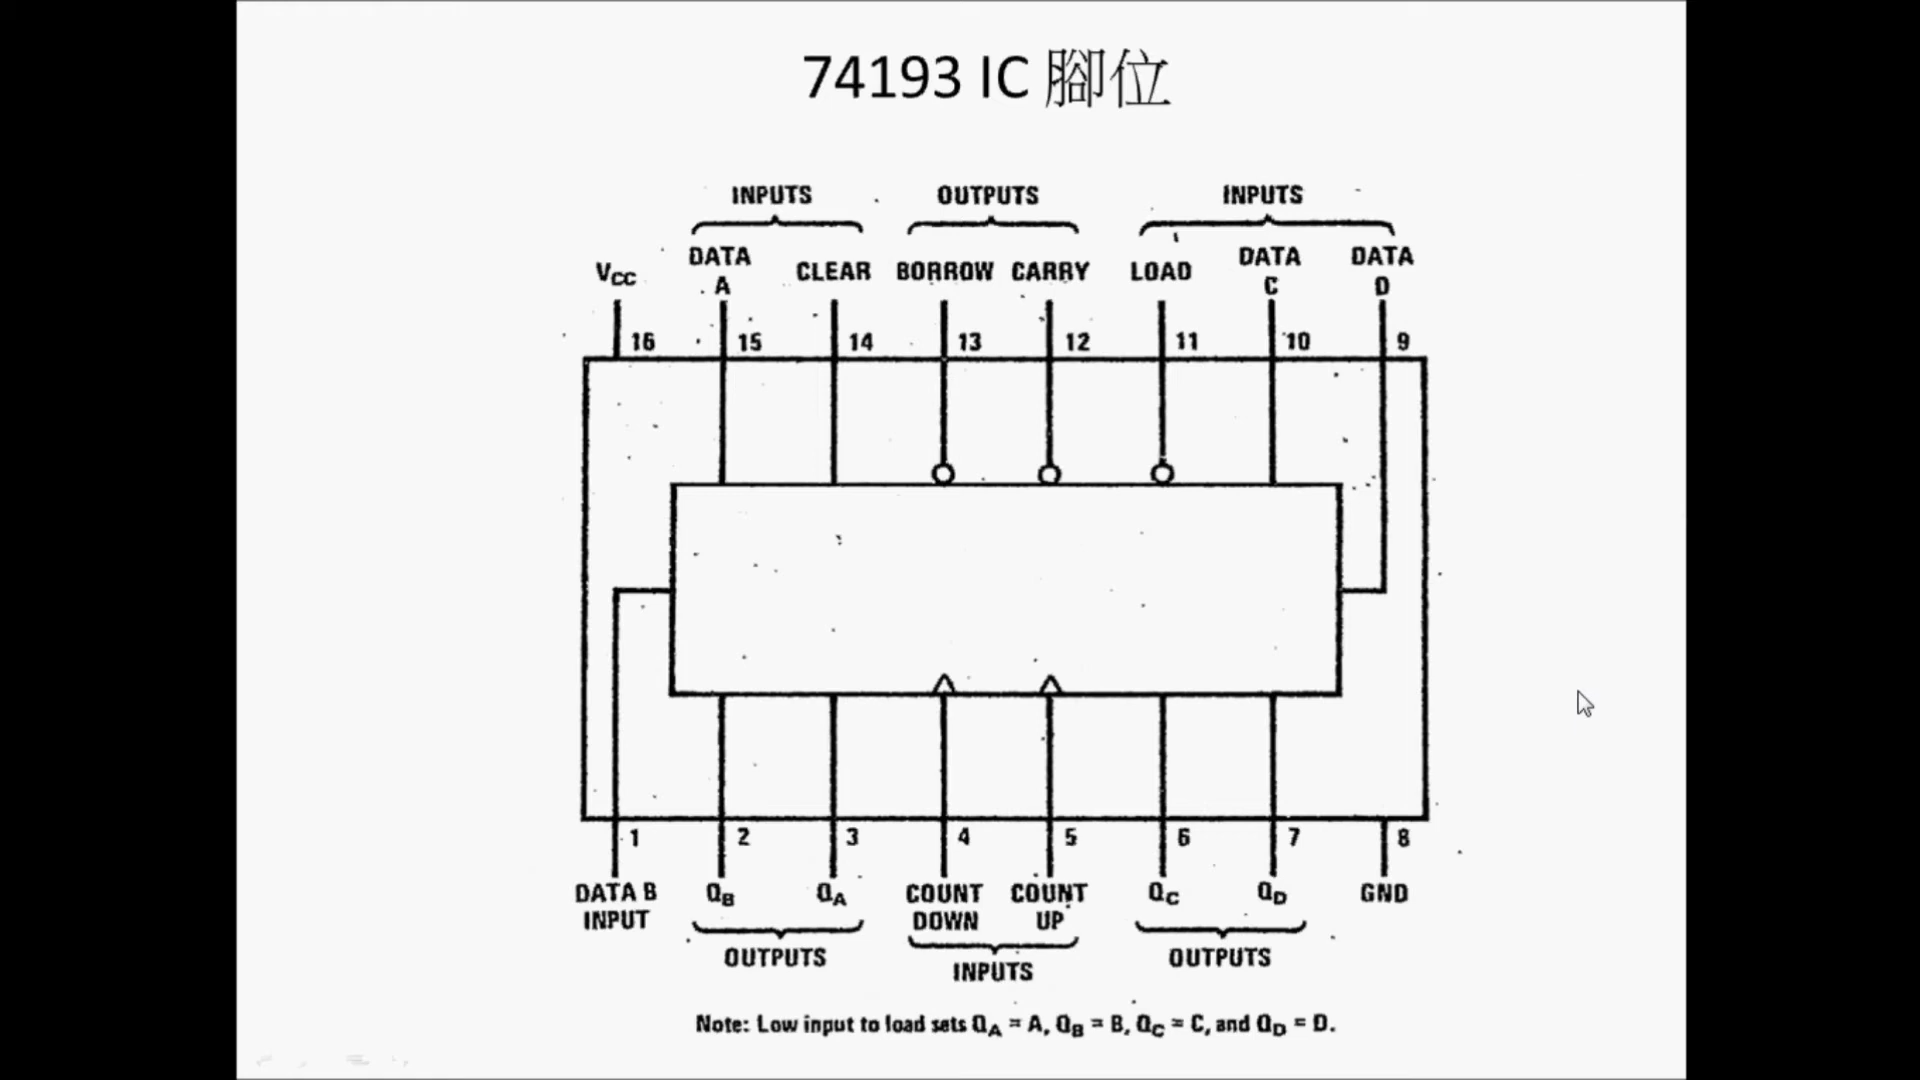 74193 IC 腳位
INPUTS OUTPUTS INPUTS
VCC DATA A CLEAR BORROW CARRY LOAD DATA C DATA D
16 15 14 13 12 11 10 9
1 2 3 4 5 6 7 8
DATA B INPUT QB QA COUNT DOWN COUNT UP QC QD GND
OUTPUTS INPUTS OUTPUTS
Note: Low input to load sets QA = A, QB = B, QC = C, and QD = D.